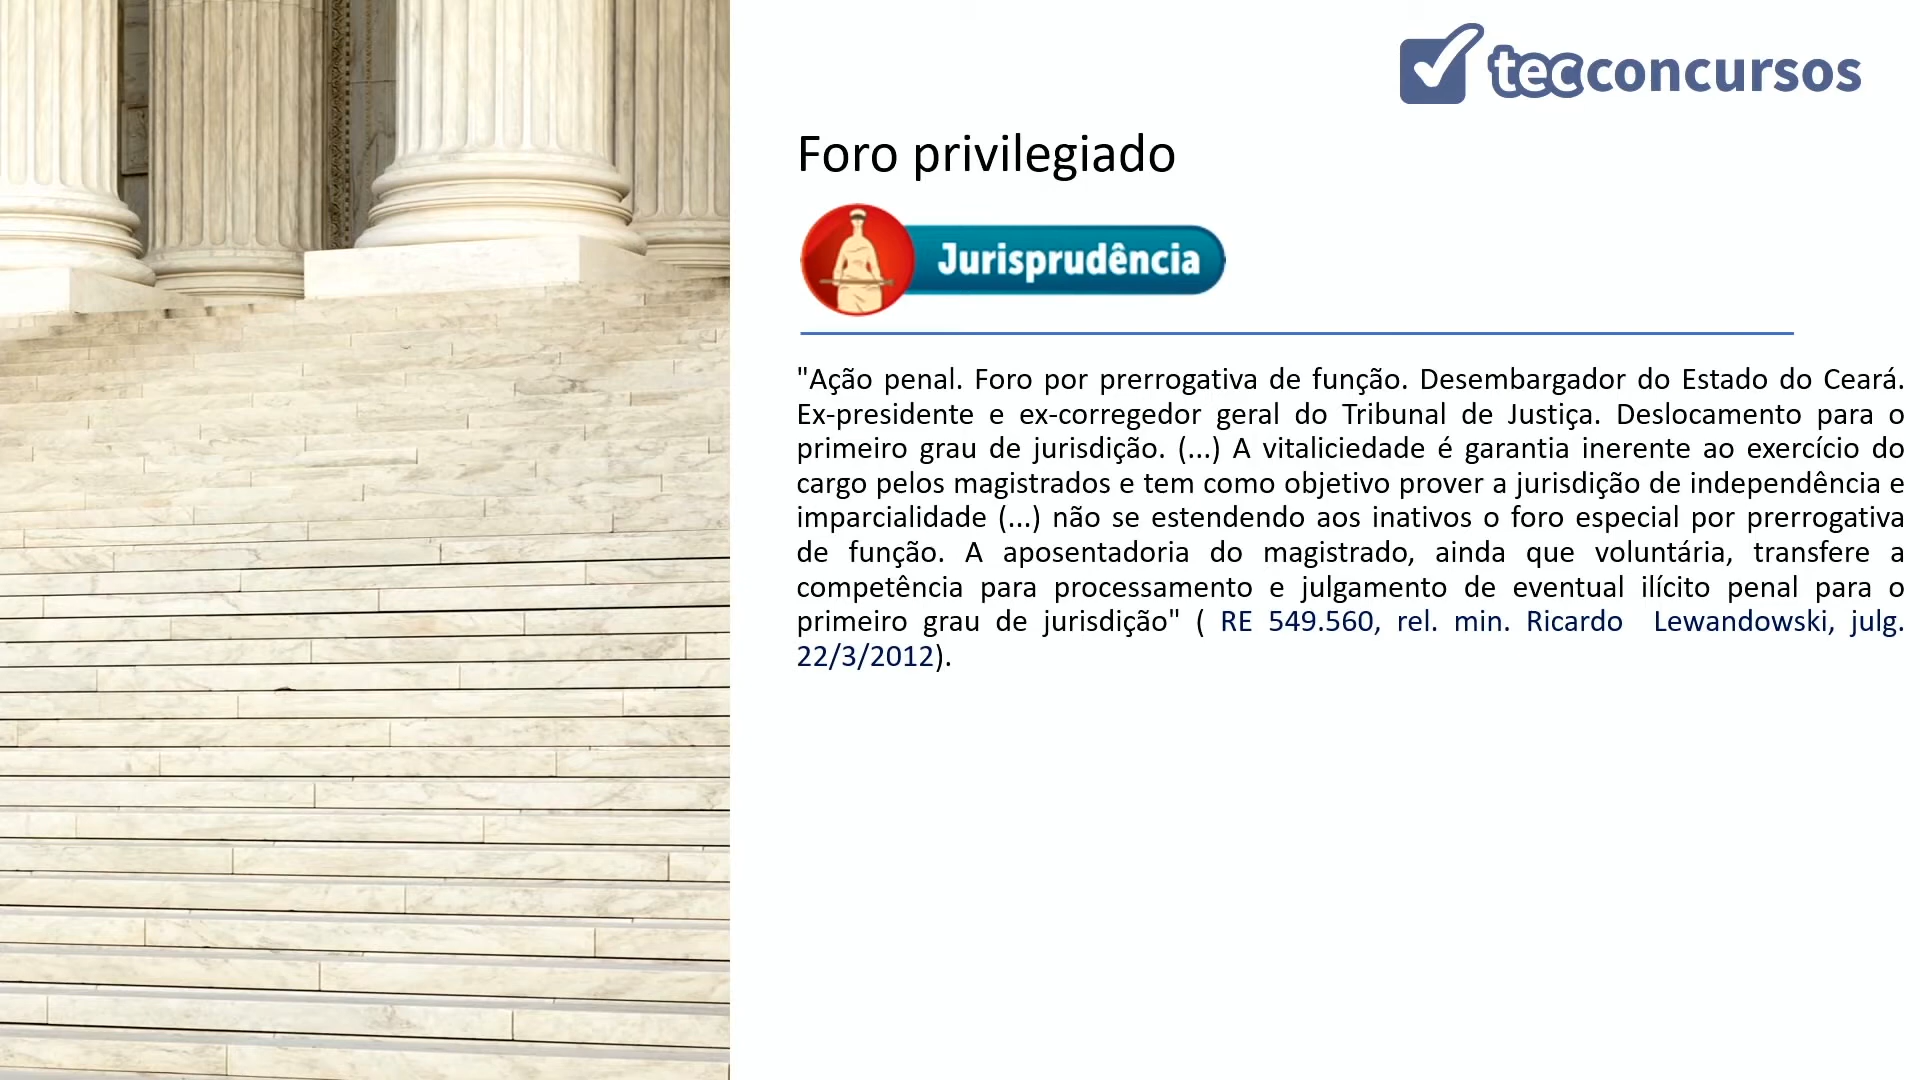 tecconcursos
Foro privilegiado
Jurisprudência
"Ação penal. Foro por prerrogativa de função. Desembargador do Estado do Ceará.
Ex-presidente e ex-corregedor geral do Tribunal de Justiça. Deslocamento para o
primeiro grau de jurisdição. (...) A vitaliciedade é garantia inerente ao exercício do
cargo pelos magistrados e tem como objetivo prover a jurisdição de independência e
imparcialidade (...) não se estendendo aos inativos o foro especial por prerrogativa
de função. A aposentadoria do magistrado, ainda que voluntária, transfere a
competência para processamento e julgamento de eventual ilícito penal para o
primeiro grau de jurisdição" ( RE 549.560, rel. min. Ricardo Lewandowski, julg.
22/3/2012).